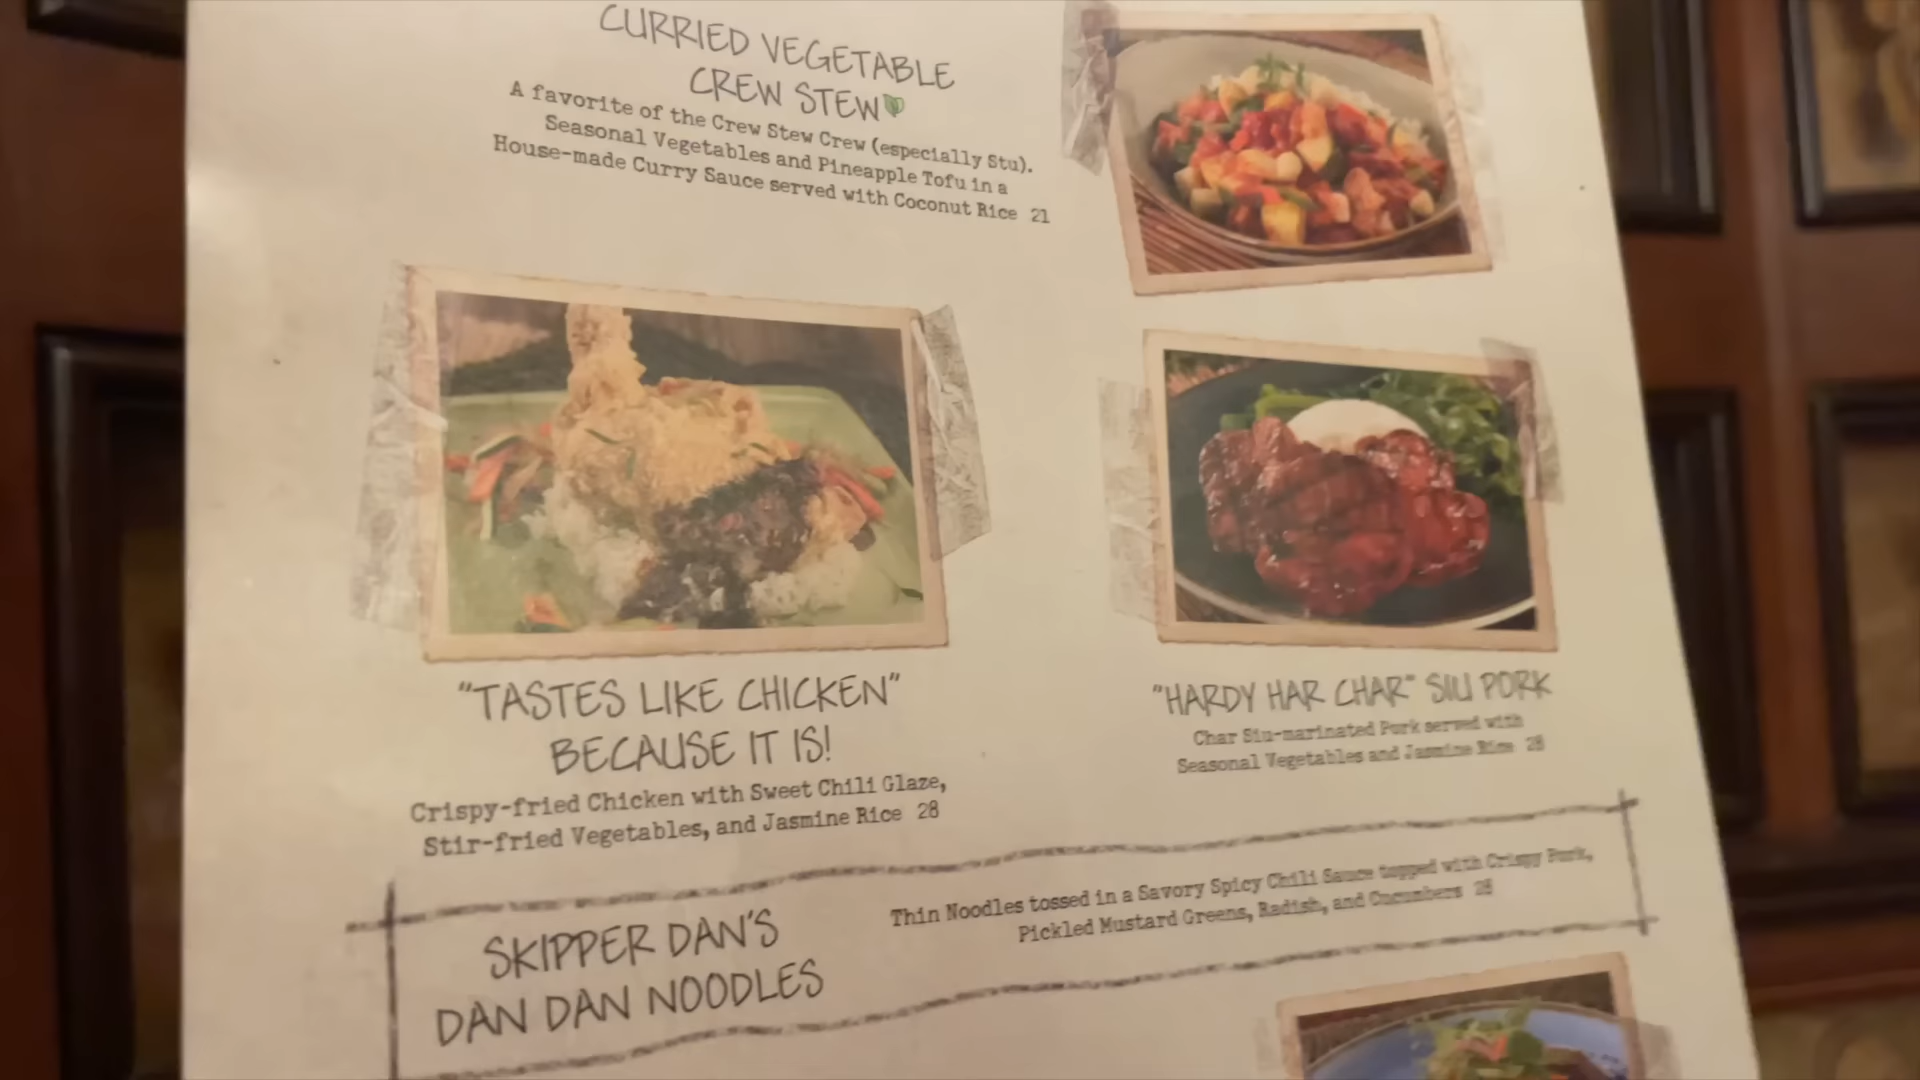 CURRIED VEGETABLE
CREW STEW
A favorite of the Crew Stew Crew (especially Stu).
Seasonal Vegetables and Pineapple Tofu in a
House-made Curry Sauce served with Coconut Rice 21
"TASTES LIKE CHICKEN"
BECAUSE IT IS!
Crispy-fried Chicken with Sweet Chili Glaze,
Stir-fried Vegetables, and Jasmine Rice 28
"HARDY HAR CHAR" SIU PORK
Char Siu-marinated Pork served with
Seasonal Vegetables and Jasmine Rice 28
SKIPPER DAN'S
DAN DAN NOODLES
Thin Noodles tossed in a Savory Spicy Chili Sauce topped with Crispy Pork,
Pickled Mustard Greens, Radish, and Cucumbers